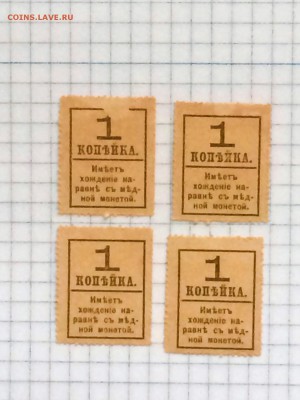 COINS.LAVE.RU
1
КОПѢЙКА.
Имѣетъ
хожденіе на-
равнѣ съ мѣд-
ной монетой.
1
КОПѢЙКА.
Имѣетъ
хожденіе на-
равнѣ съ мѣд-
ной монетой.
1
КОПѢЙКА.
Имѣетъ
хожденіе на-
равнѣ съ мѣд-
ной монетой.
1
КОПѢЙКА.
Имѣетъ
хожденіе на-
равнѣ съ мѣд-
ной монетой.